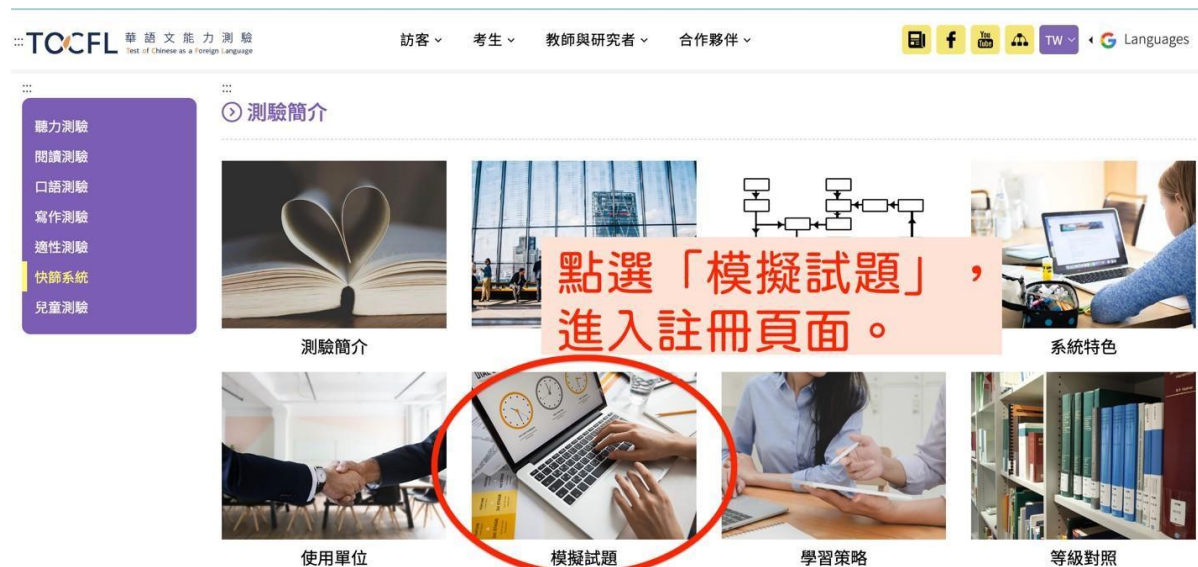 :::
TOCFL 華語文能力測驗
Test of Chinese as a Foreign Language
訪客
考生
教師與研究者
合作夥伴
You Tube
TW
G Languages
:::
聽力測驗
閱讀測驗
口語測驗
寫作測驗
適性測驗
快篩系統
兒童測驗
:::
測驗簡介
點選「模擬試題」，
進入註冊頁面。
測驗簡介
系統特色
使用單位
模擬試題
學習策略
等級對照